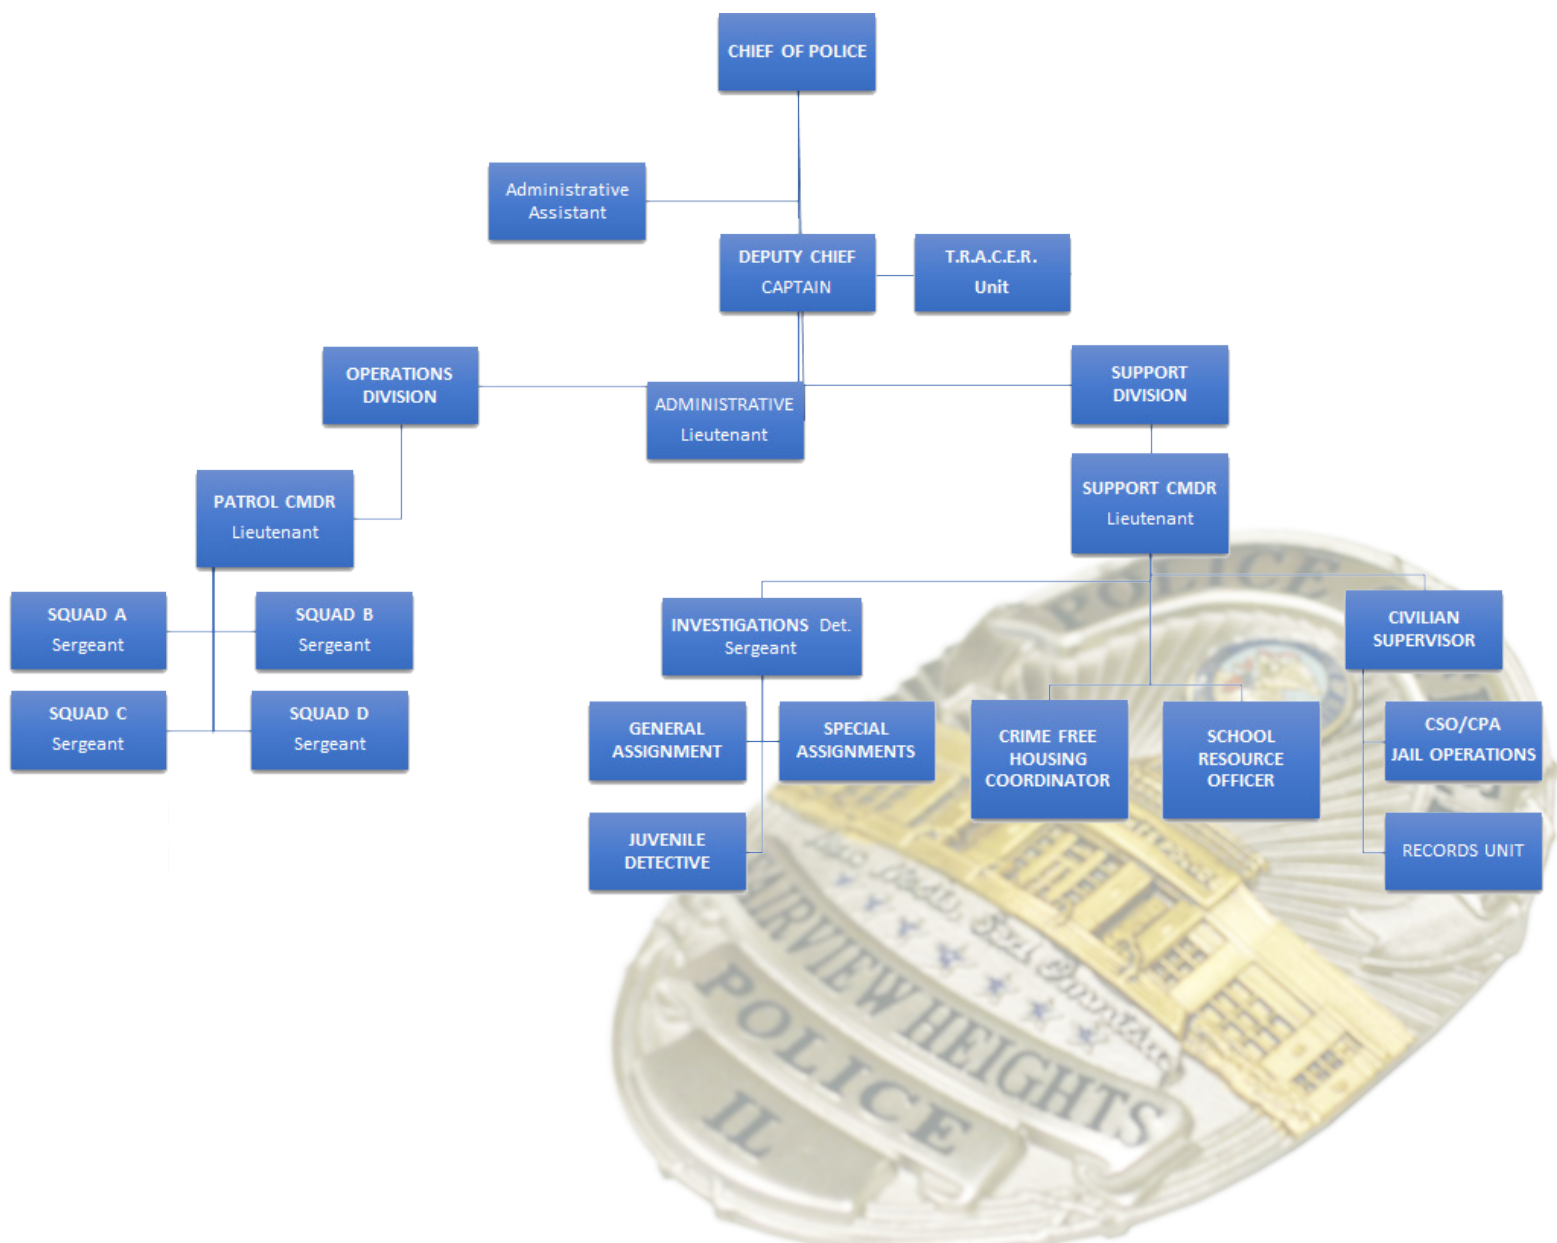 CHIEF OF POLICE
Administrative
Assistant
DEPUTY CHIEF
CAPTAIN
T.R.A.C.E.R.
Unit
OPERATIONS
DIVISION
ADMINISTRATIVE
Lieutenant
SUPPORT
DIVISION
PATROL CMDR
Lieutenant
SUPPORT CMDR
Lieutenant
SQUAD A
Sergeant
SQUAD B
Sergeant
SQUAD C
Sergeant
SQUAD D
Sergeant
INVESTIGATIONS Det.
Sergeant
CIVILIAN
SUPERVISOR
GENERAL
ASSIGNMENT
SPECIAL
ASSIGNMENTS
JUVENILE
DETECTIVE
CRIME FREE
HOUSING
COORDINATOR
SCHOOL
RESOURCE
OFFICER
CSO/CPA
JAIL OPERATIONS
RECORDS UNIT
POLICE
FAIRVIEW HEIGHTS
POLICE
IL